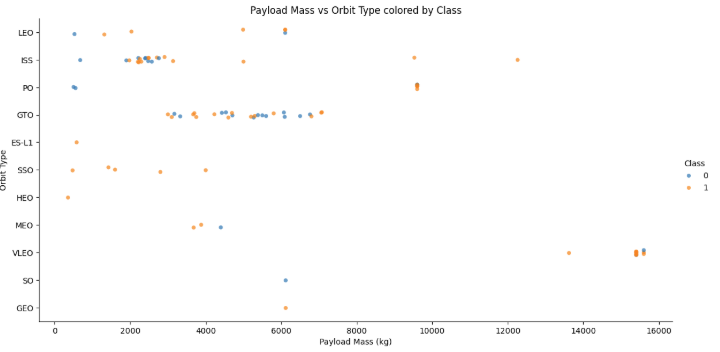 Payload Mass vs Orbit Type colored by Class
LEO
ISS
PO
GTO
ES-L1
SSO
HEO
MEO
VLEO
SO
GEO
Orbit Type
0
2000
4000
6000
8000
10000
12000
14000
16000
Payload Mass (kg)
Class
0
1